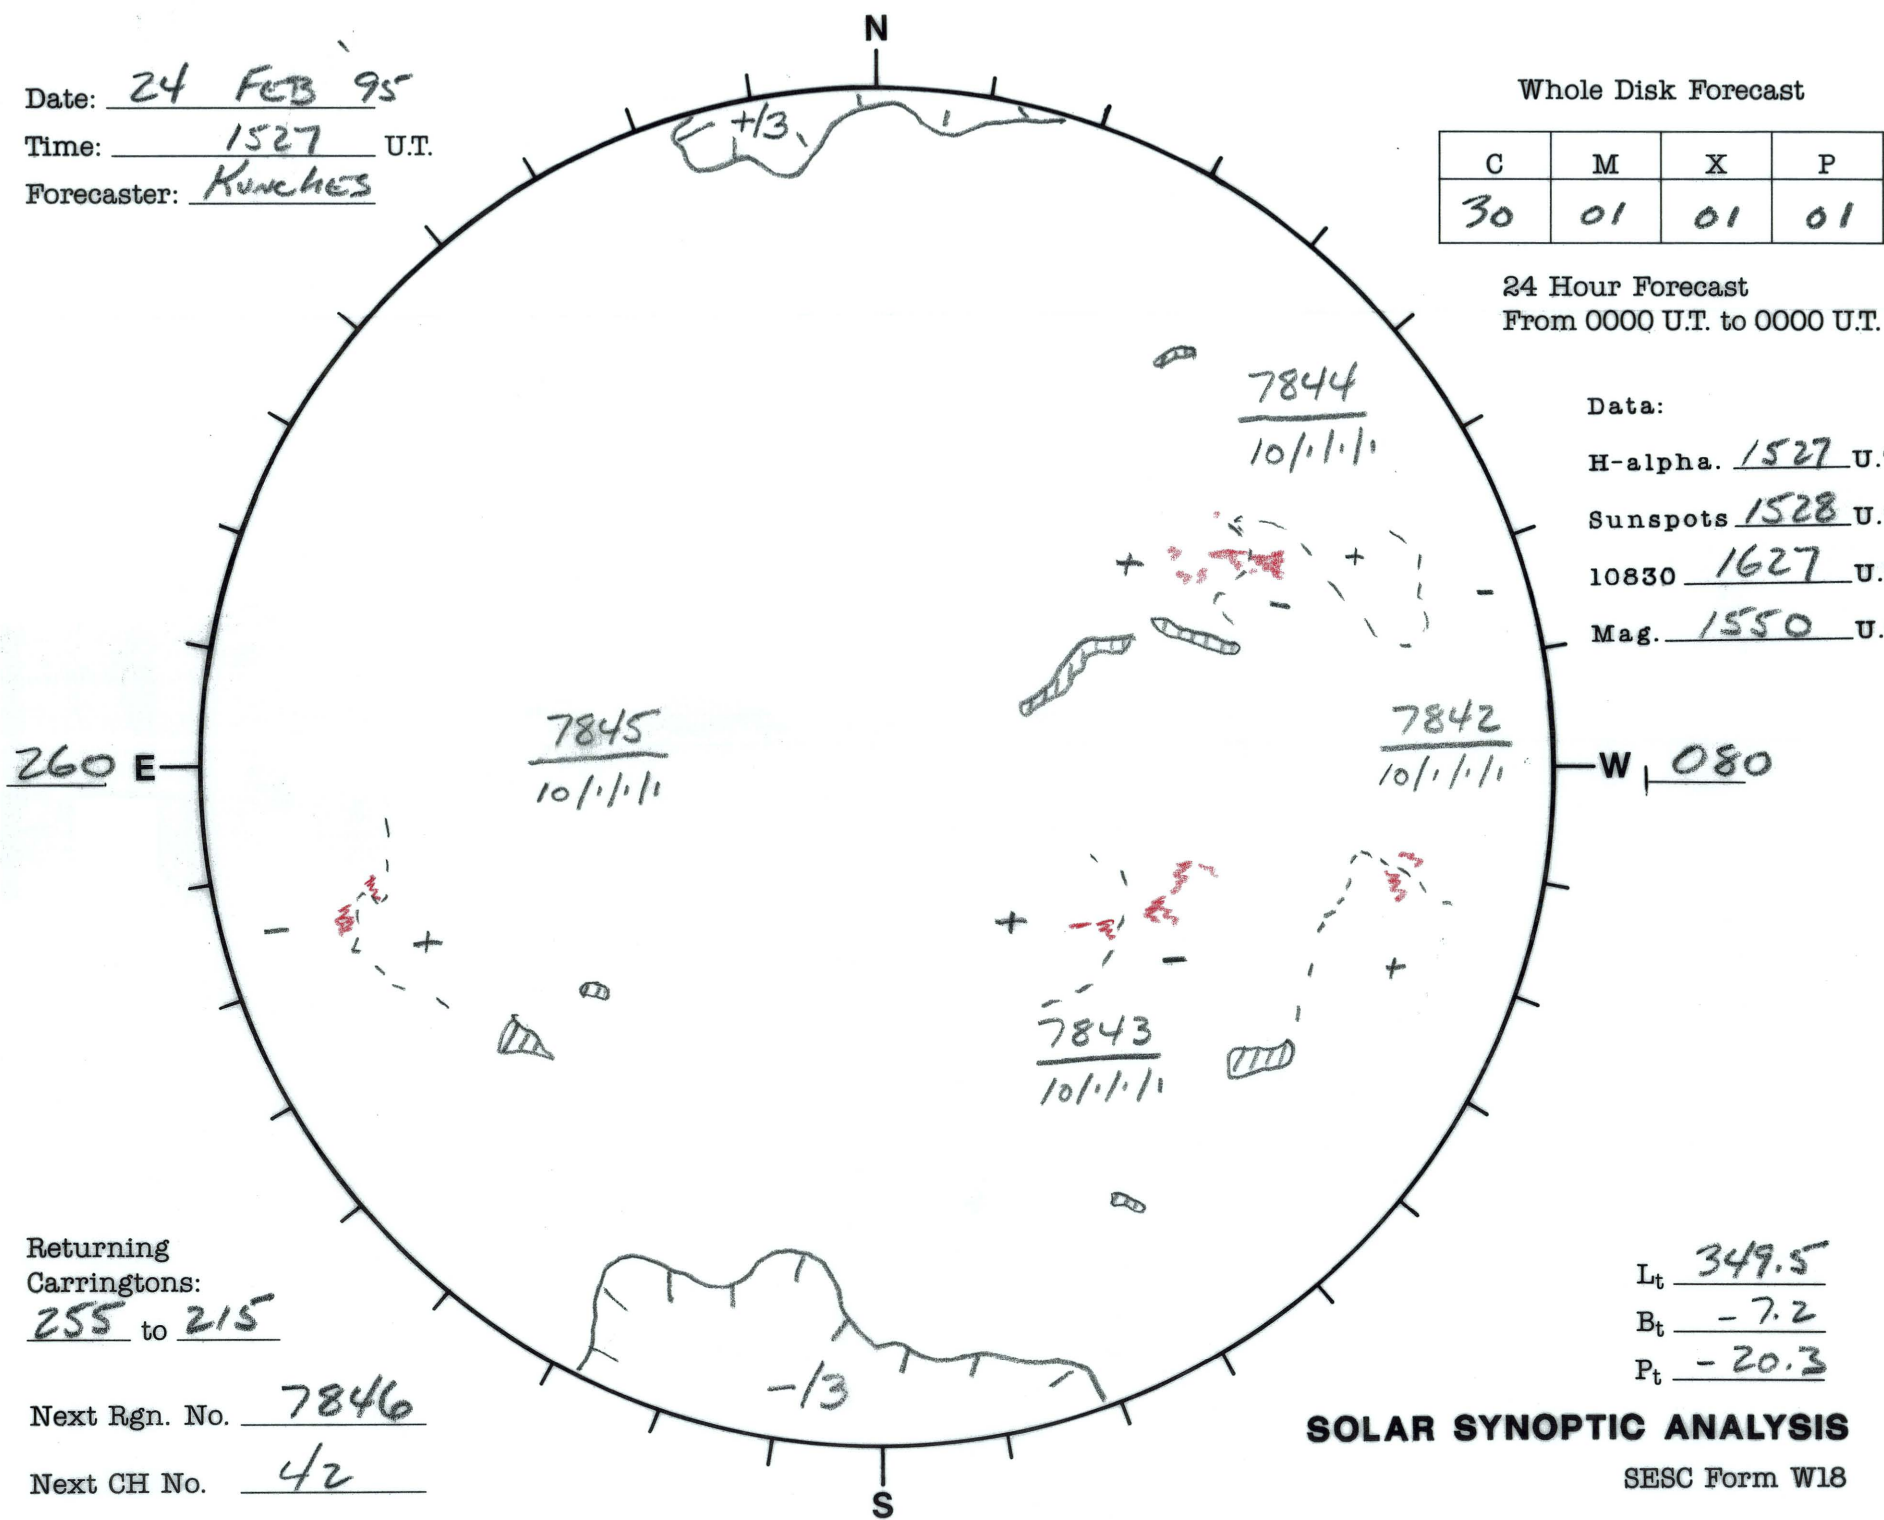 N
Date: 24 FEB '95
Time: 1527 U.T.
Forecaster: KUNCHES
+/3
Whole Disk Forecast
C M X P
30 01 01 01
24 Hour Forecast
From 0000 U.T. to 0000 U.T.
7844
10/1/1/1
Data:
H-alpha. 1527 U.
Sunspots 1528 U.
10830 1627 U.
Mag. 1550 U.
+ + - -
7845
10/1/1/1
7842
10/1/1/1
260 E
W 080
- + + - +
7843
10/1/1/1
-/3
Returning
Carringtons:
255 to 215
Next Rgn. No. 7846
Next CH No. 42
S
Lt 349.5
Bt - 7.2
Pt - 20.3
SOLAR SYNOPTIC ANALYSIS
SESC Form W18